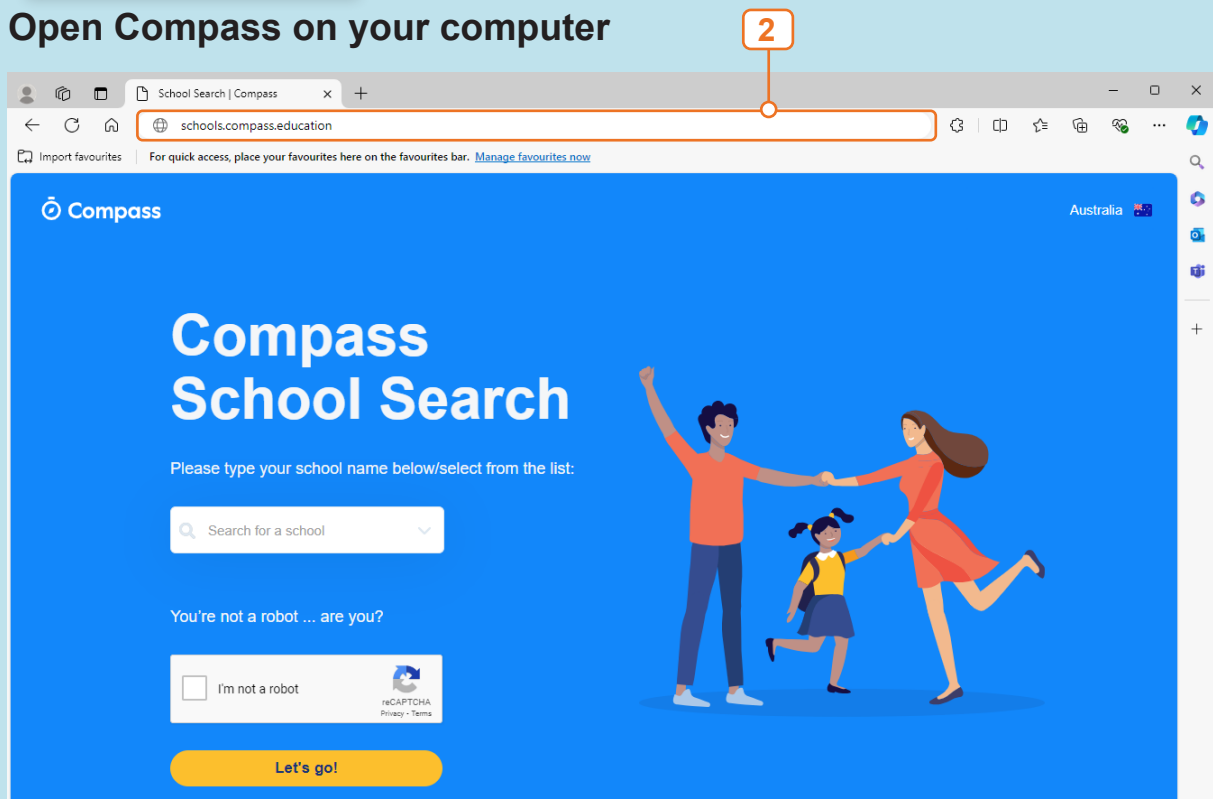 Open Compass on your computer
2
School Search | Compass
schools.compass.education
Import favourites
For quick access, place your favourites here on the favourites bar. Manage favourites now
Compass
Australia
Compass
School Search
Please type your school name below/select from the list:
Search for a school
You're not a robot ... are you?
I'm not a robot
reCAPTCHA
Privacy - Terms
Let's go!